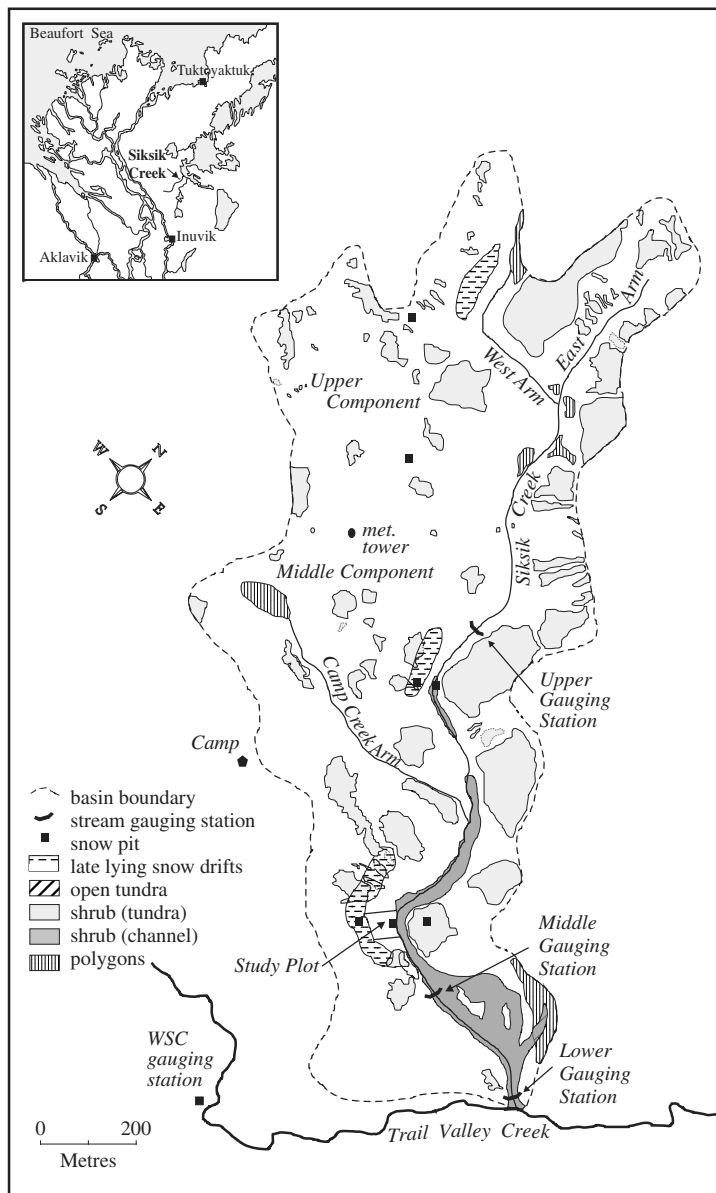 Beaufort Sea
Tuktoyaktuk
Siksik
Creek
Inuvik
Aklavik
West Arm
East Arm
Upper
Component
W
N
S
E
met.
tower
Siksik Creek
Middle Component
Upper
Gauging
Station
Camp Creek Arm
Camp
basin boundary
stream gauging station
snow pit
late lying snow drifts
open tundra
shrub (tundra)
shrub (channel)
polygons
Study Plot
Middle
Gauging
Station
WSC
gauging
station
Lower
Gauging
Station
Trail Valley Creek
0 200
Metres